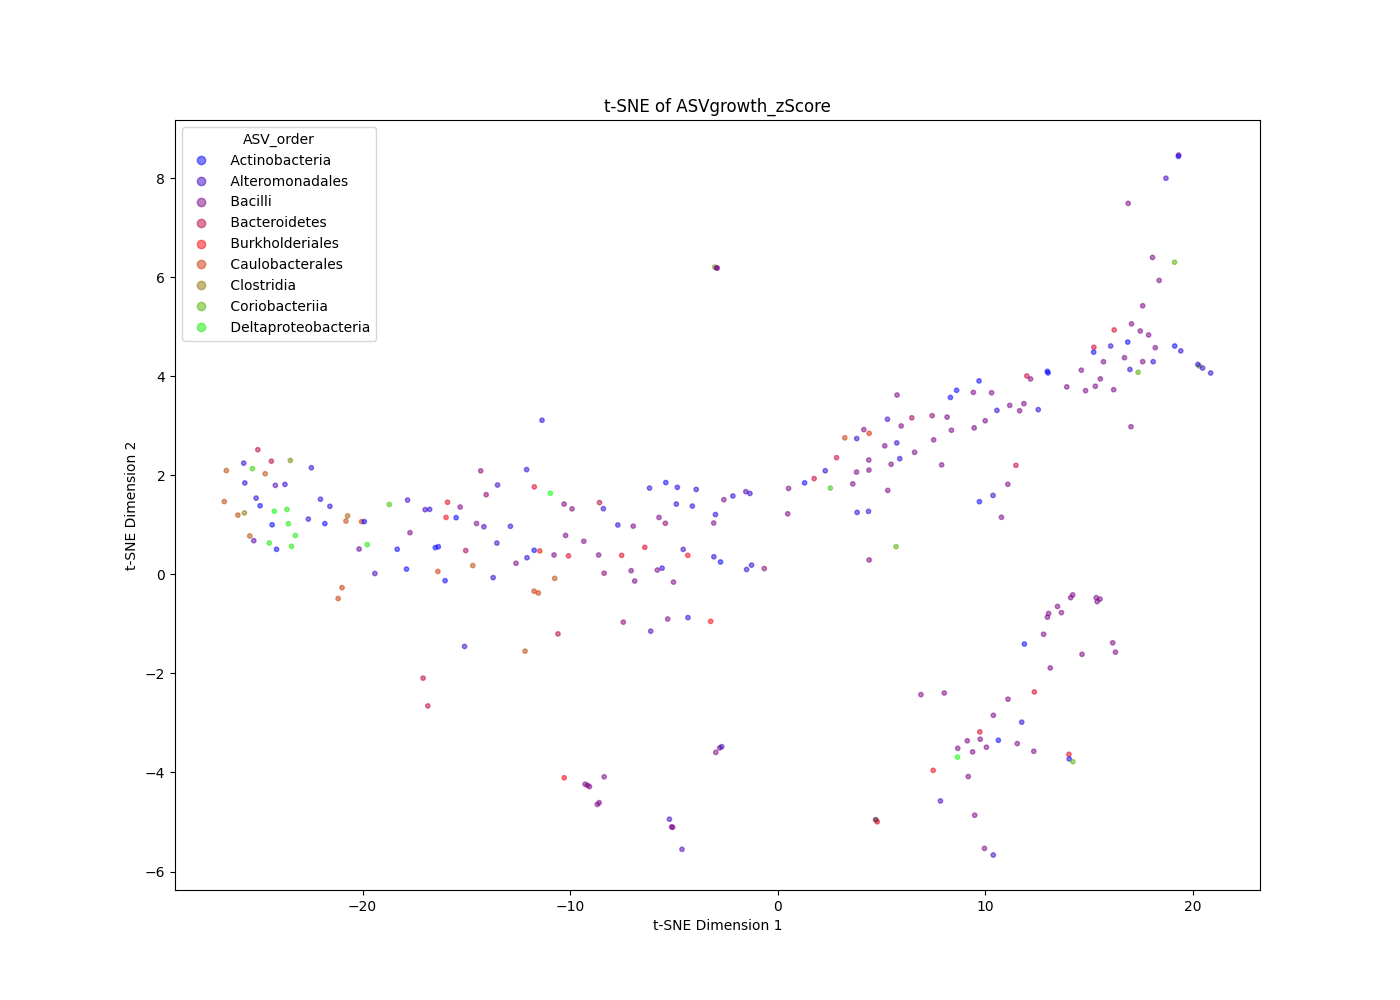 t-SNE of ASVgrowth_zScore
ASV_order
Actinobacteria
Alteromonadales
Bacilli
Bacteroidetes
Burkholderiales
Caulobacterales
Clostridia
Coriobacteriia
Deltaproteobacteria
8
6
4
2
0
−2
−4
−6
t-SNE Dimension 2
−20 −10 0 10 20
t-SNE Dimension 1